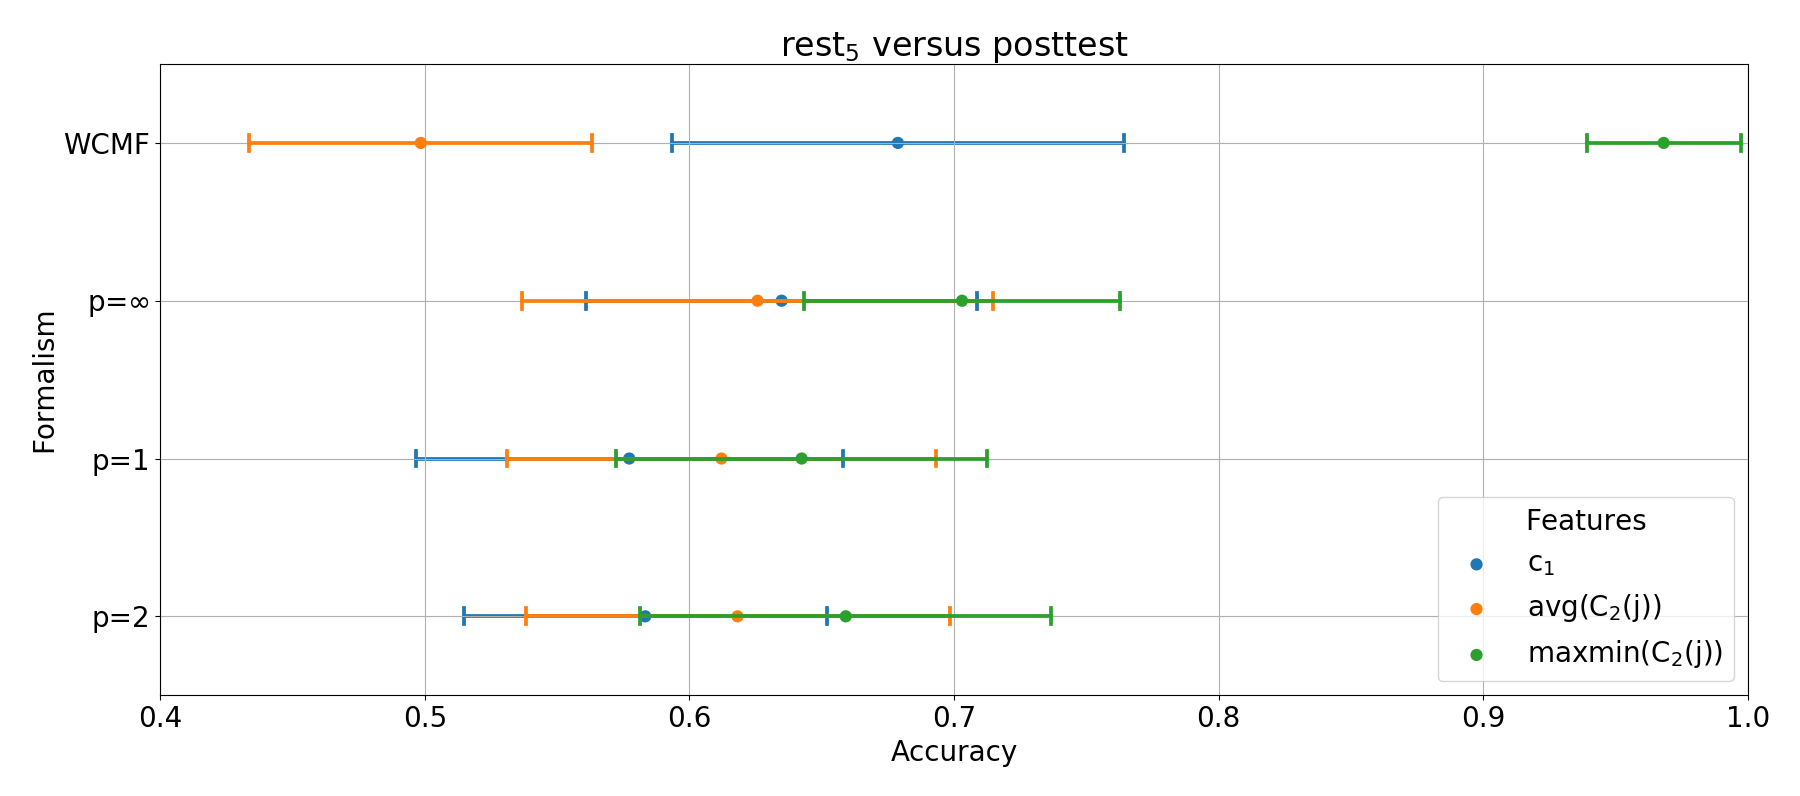 rest₅ versus posttest
WCMF
p=∞
p=1
p=2
Formalism
Features
c₁
avg(C₂(j))
maxmin(C₂(j))
0.4 0.5 0.6 0.7 0.8 0.9 1.0
Accuracy